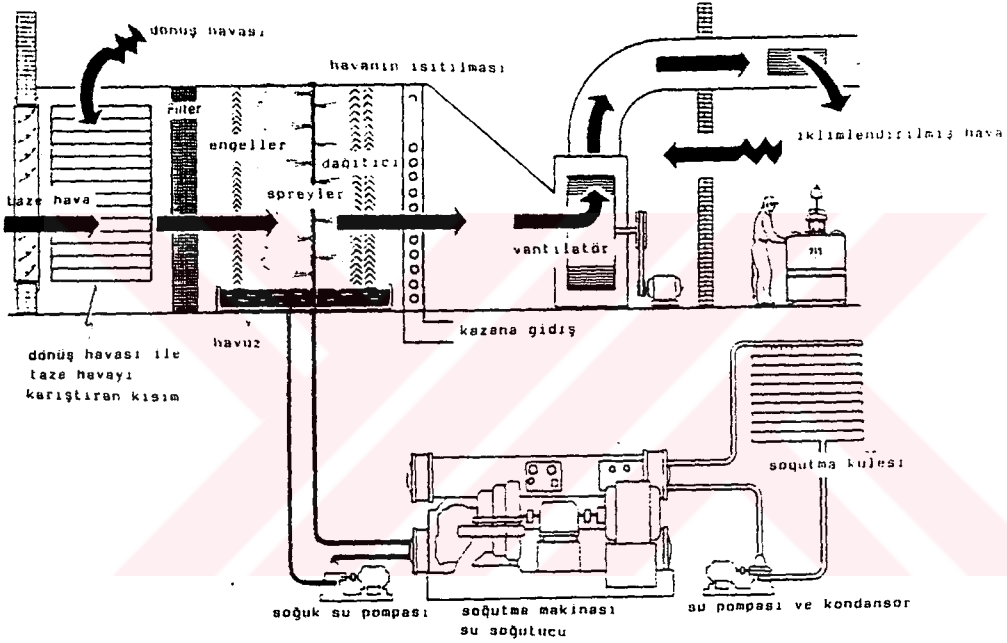 dönüş havası
havanın ısıtılması
Filter
engeller
dağıtıcı
iklimlendirilmiş hava
taze hava
spreyler
vantilatör
havuz
kazana gidiş
dönüş havası ile
taze havayı
karıştıran kısım
soğutma kulesi
soğuk su pompası
soğutma makinası
su soğutucu
su pompası ve kondansör